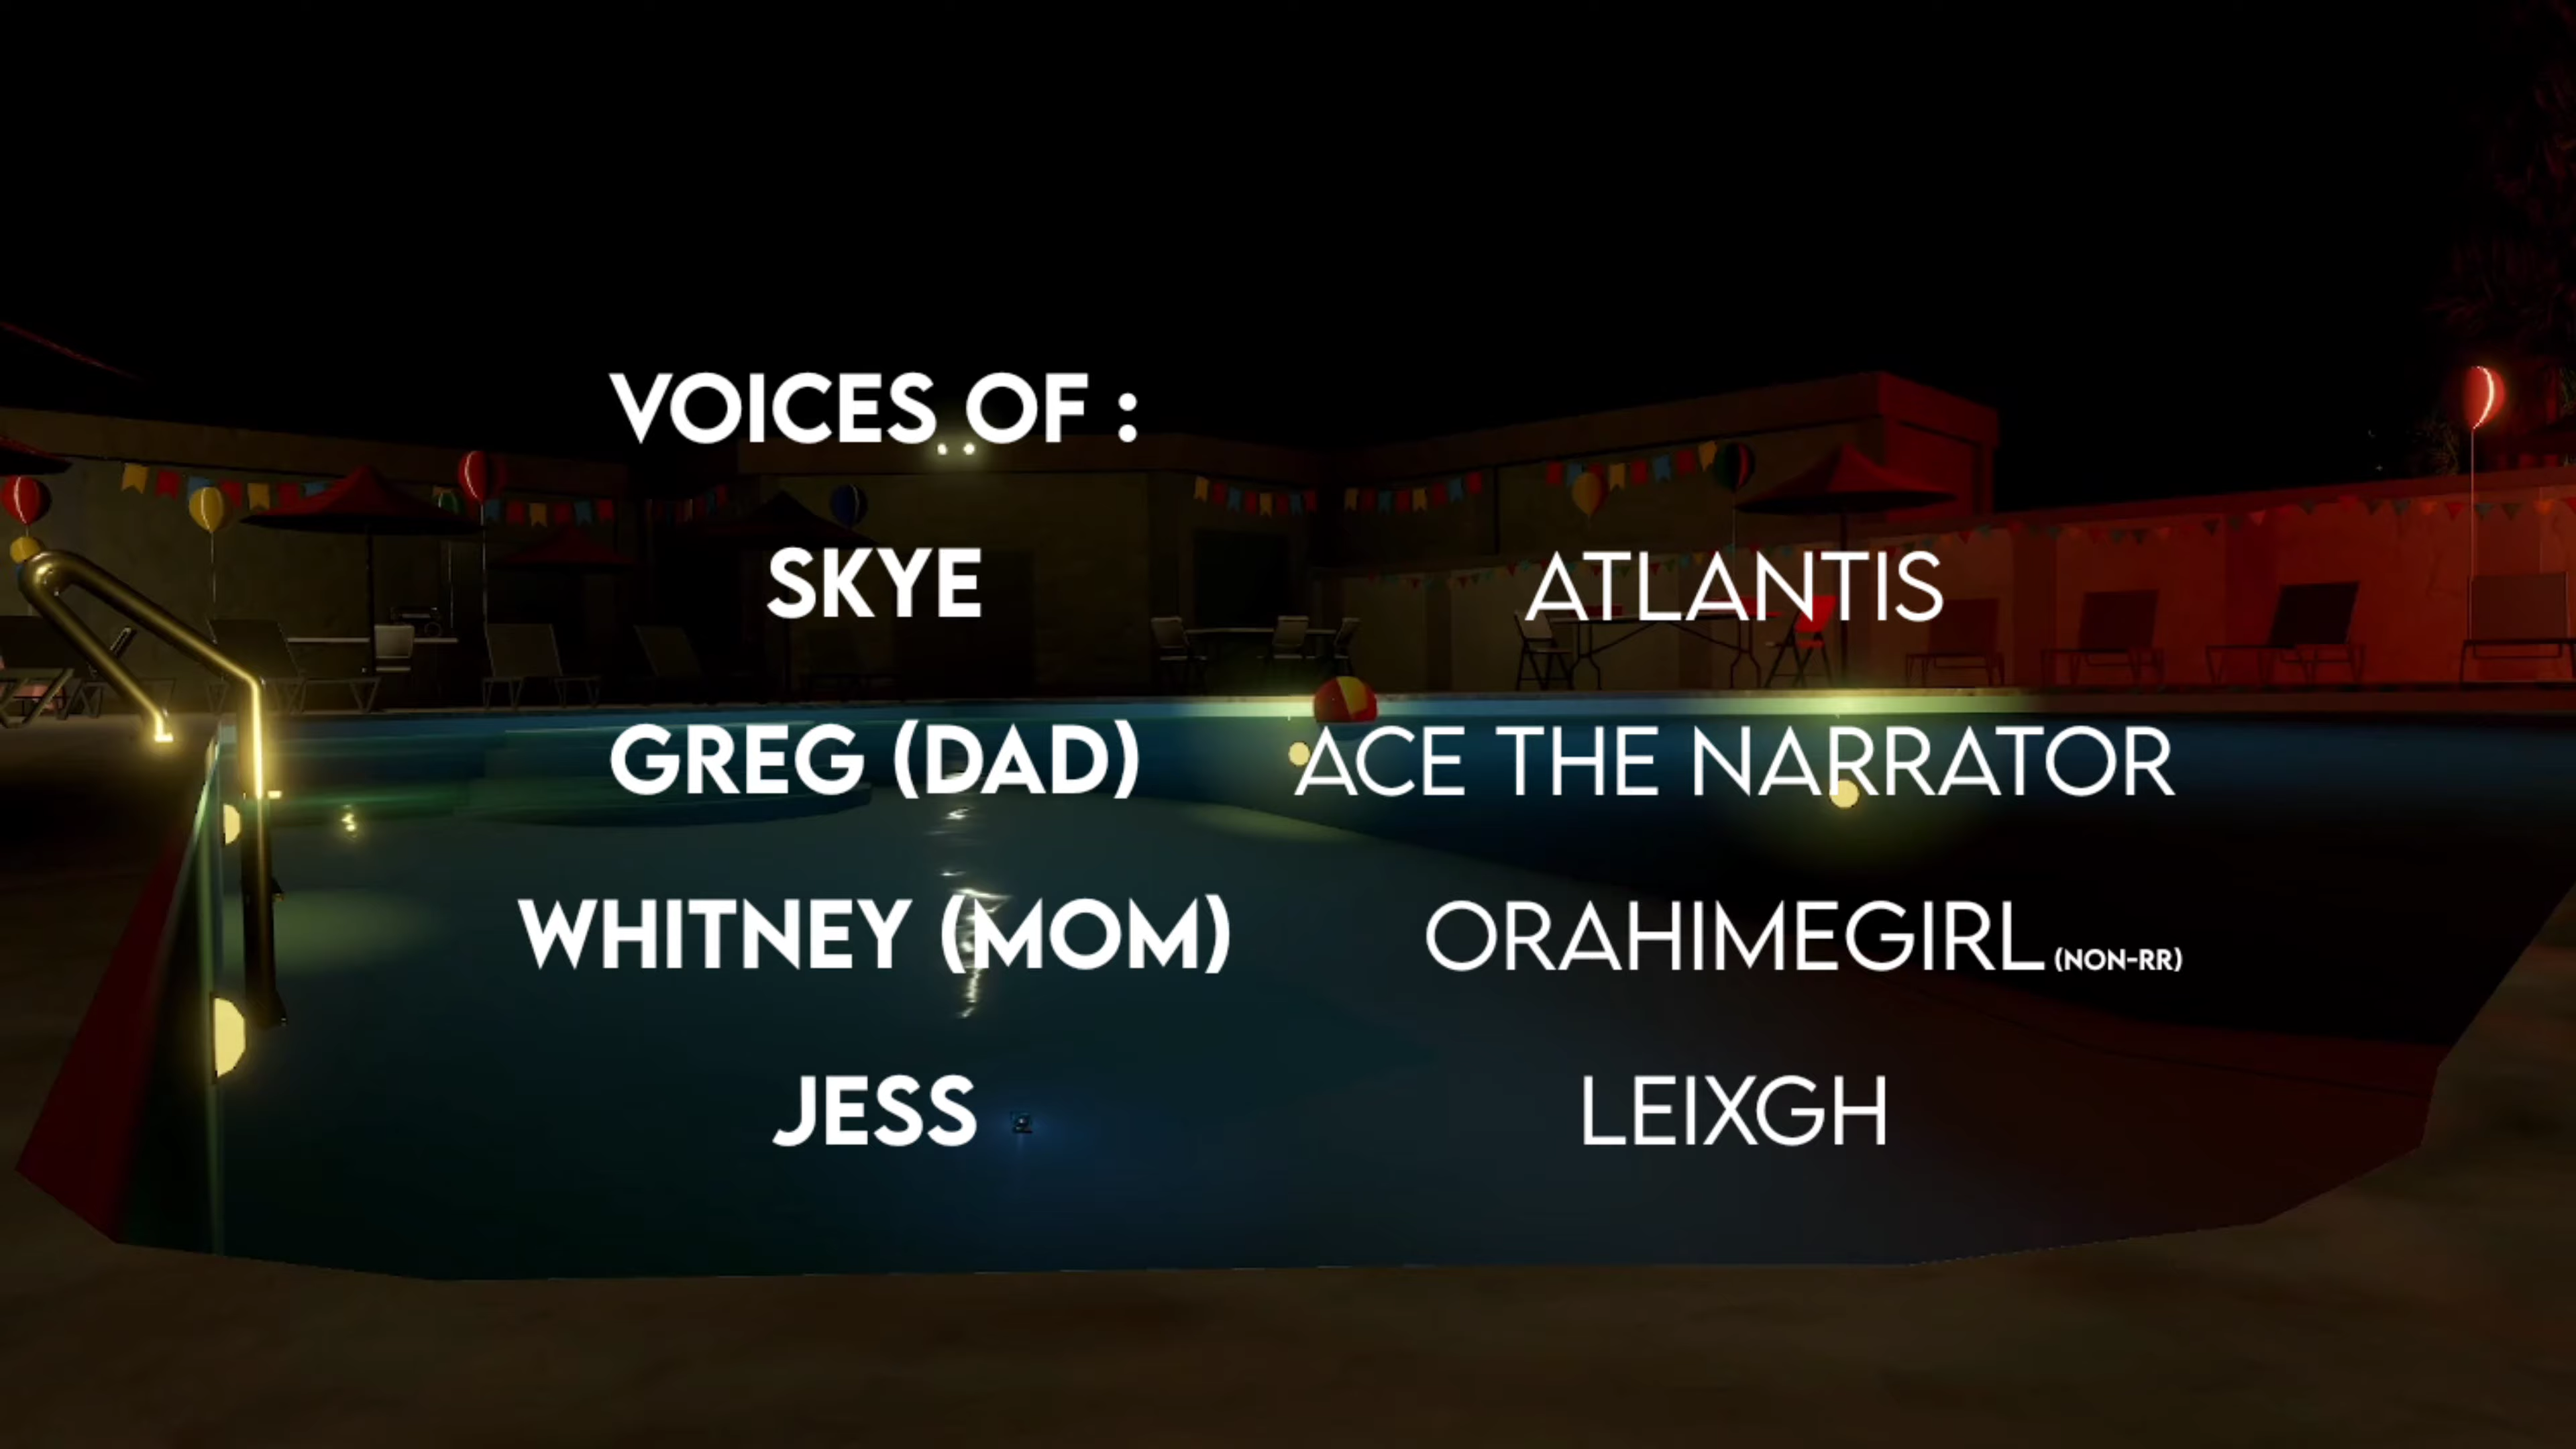 VOICES OF :
SKYE ATLANTIS
GREG (DAD) ACE THE NARRATOR
WHITNEY (MOM) ORAHIMEGIRL (NON-RR)
JESS LEIXGH